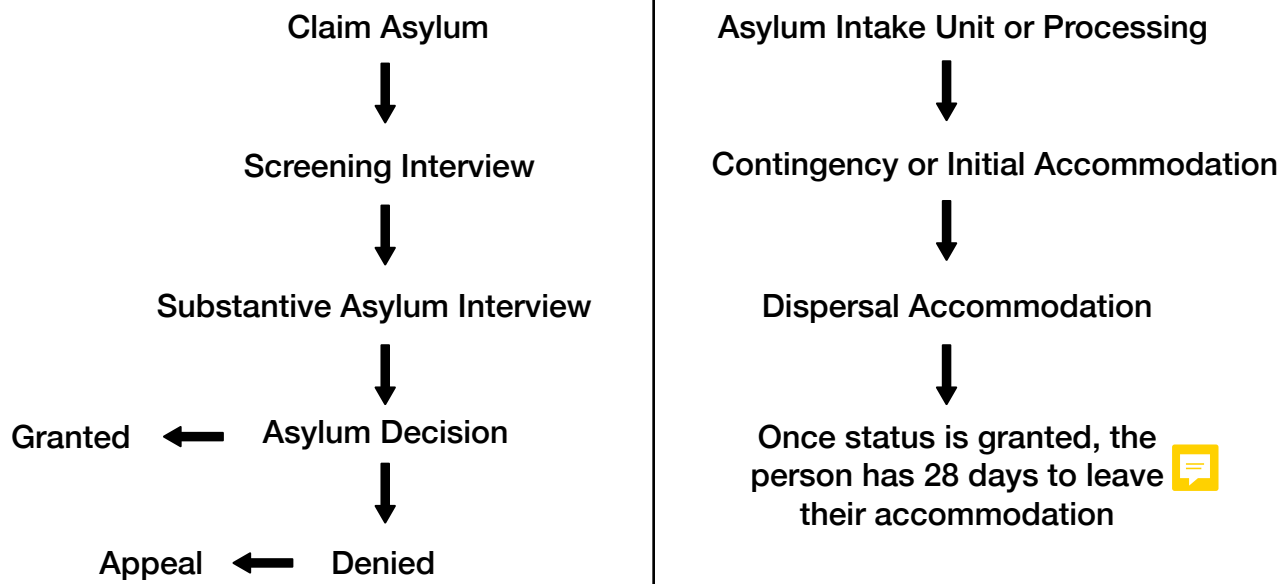 Claim Asylum
Screening Interview
Substantive Asylum Interview
Granted
Asylum Decision
Appeal
Denied
Asylum Intake Unit or Processing
Contingency or Initial Accommodation
Dispersal Accommodation
Once status is granted, the
person has 28 days to leave
their accommodation